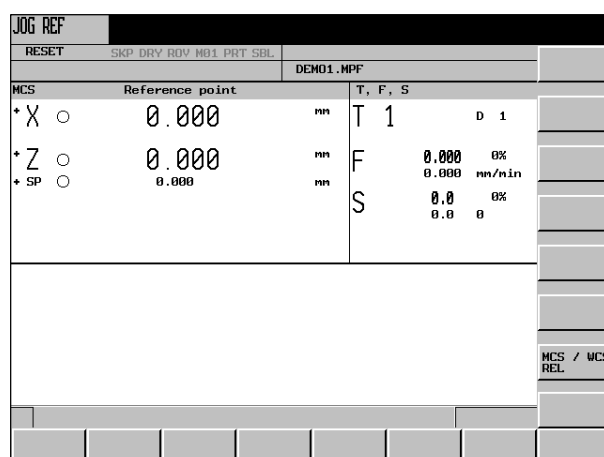 JOG REF
RESET SKP DRY ROV M01 PRT SBL
DEMO1.MPF
MCS Reference point T, F, S
+ X 0.000 mm T 1 D 1
+ Z 0.000 mm F 0.000 0%
+ SP 0.000 mm 0.000 mm/min
S 0.0 0%
0.0 0
MCS / WCS
REL